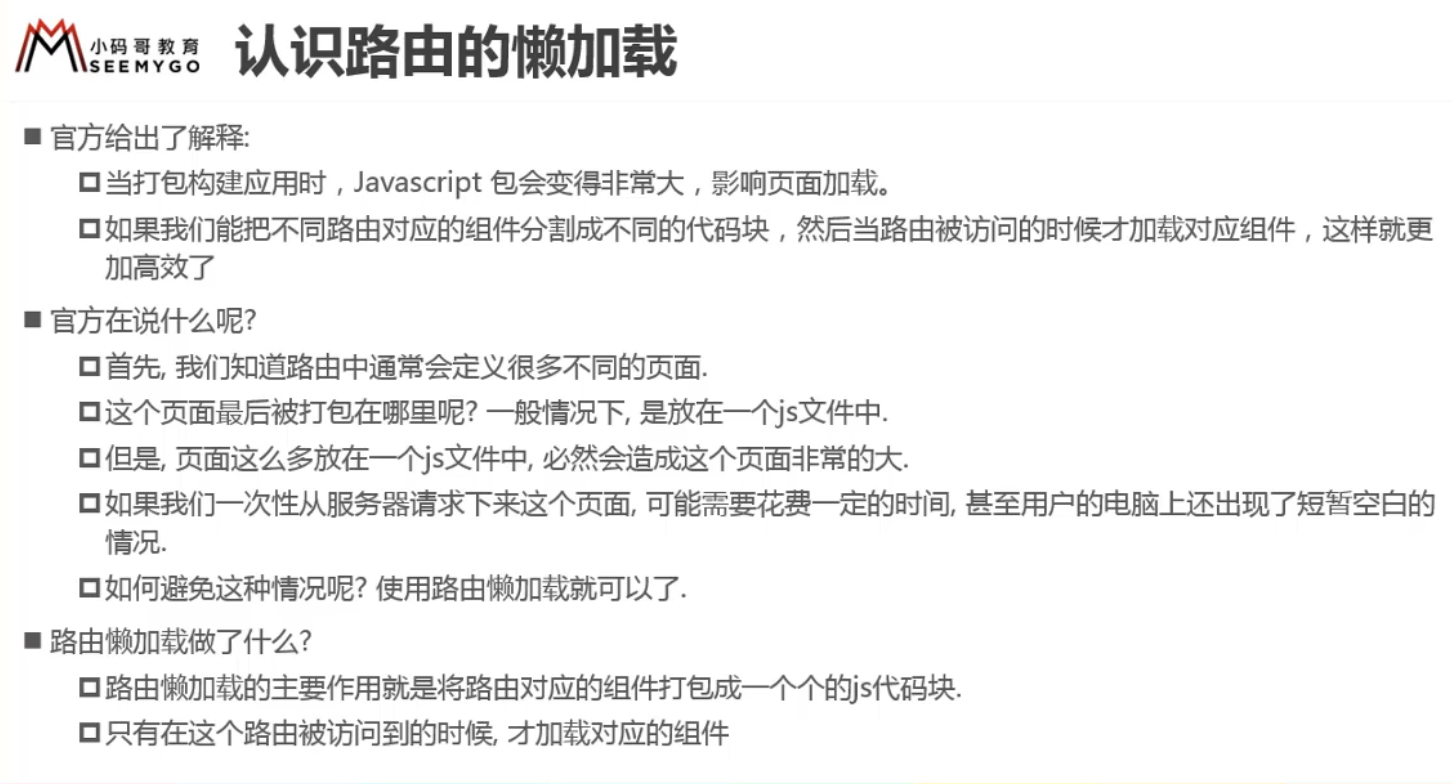 小码哥教育
SEEMYGO
认识路由的懒加载
■ 官方给出了解释:
当打包构建应用时，Javascript 包会变得非常大，影响页面加载。
如果我们能把不同路由对应的组件分割成不同的代码块，然后当路由被访问的时候才加载对应组件，这样就更
加高效了
■ 官方在说什么呢?
首先, 我们知道路由中通常会定义很多不同的页面.
这个页面最后被打包在哪里呢? 一般情况下, 是放在一个js文件中.
但是, 页面这么多放在一个js文件中, 必然会造成这个页面非常的大.
如果我们一次性从服务器请求下来这个页面, 可能需要花费一定的时间, 甚至用户的电脑上还出现了短暂空白的
情况.
如何避免这种情况呢? 使用路由懒加载就可以了.
■ 路由懒加载做了什么?
路由懒加载的主要作用就是将路由对应的组件打包成一个个的js代码块.
只有在这个路由被访问到的时候, 才加载对应的组件